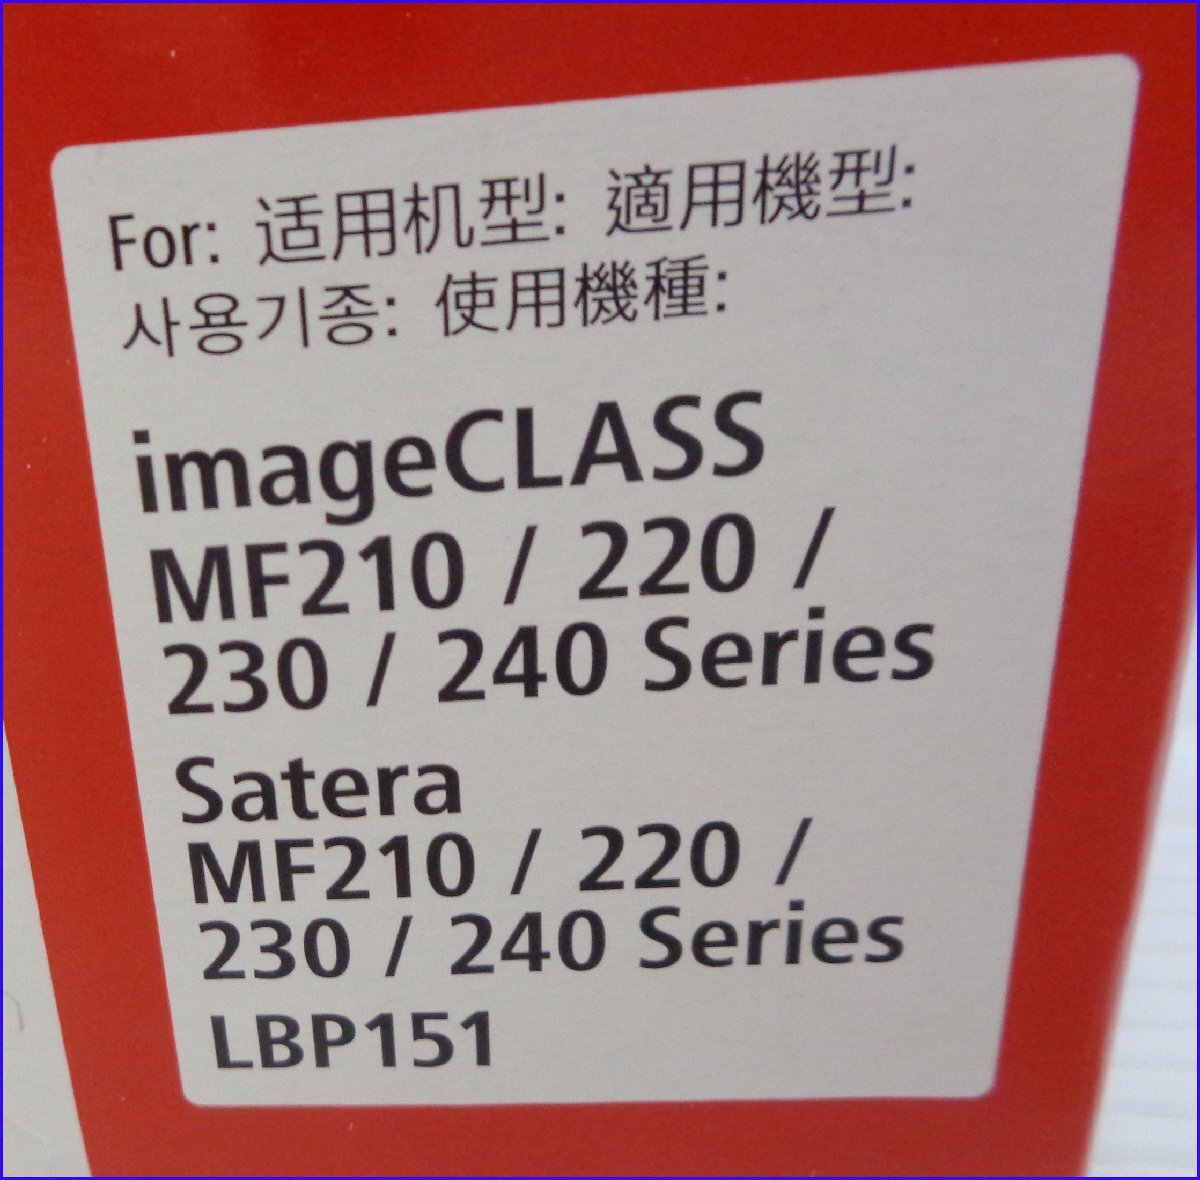 For: 适用机型: 適用機型:
사용기종: 使用機種:
imageCLASS
MF210 / 220 /
230 / 240 Series
Satera
MF210 / 220 /
230 / 240 Series
LBP151